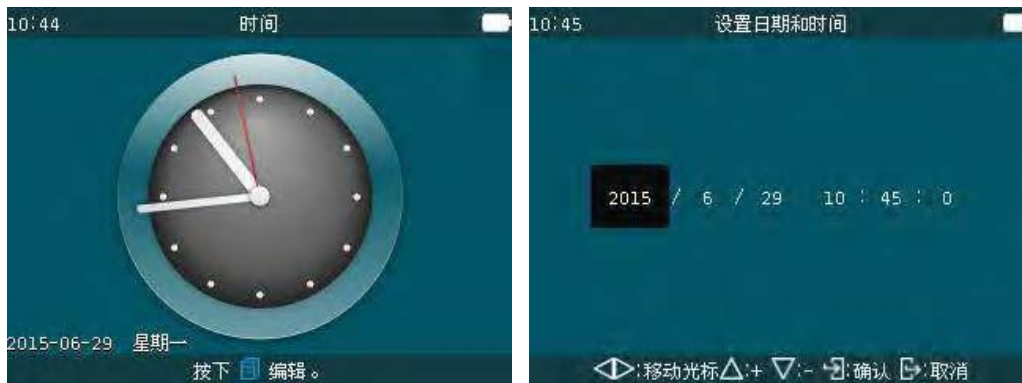 10:44 时间
2015-06-29 星期一
按下 编辑。
10:45 设置日期和时间
2015 / 6 / 29 10 : 45 : 0
:移动光标 :+ :- :确认 :取消